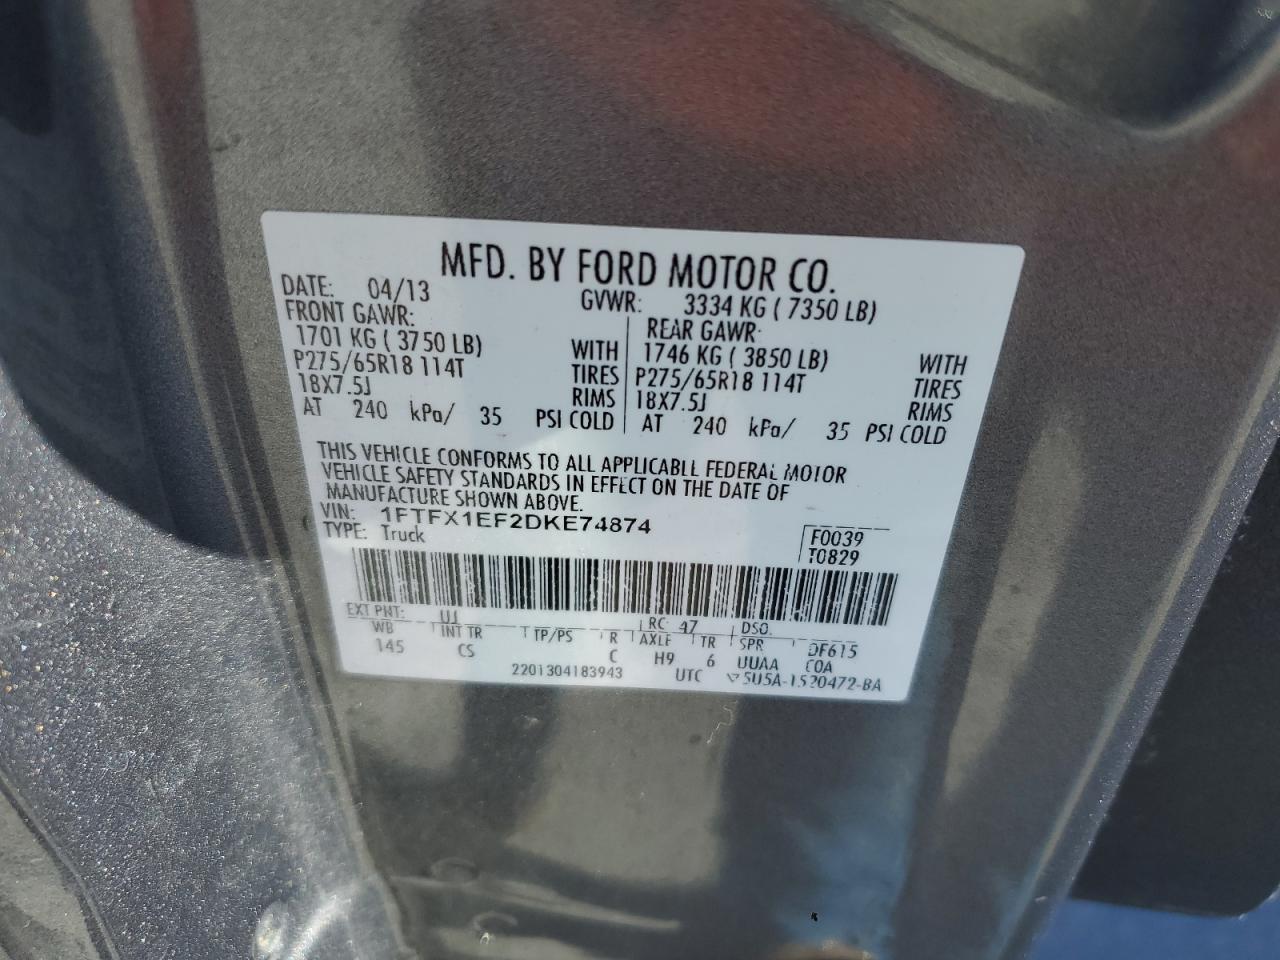 MFD. BY FORD MOTOR CO.
DATE: 04/13 GVWR: 3334 KG ( 7350 LB)
FRONT GAWR: REAR GAWR:
1701 KG ( 3750 LB) WITH 1746 KG ( 3850 LB) WITH
P275/65R18 114T TIRES P275/65R18 114T TIRES
18X7.5J RIMS 18X7.5J RIMS
AT 240 kPa/ 35 PSI COLD AT 240 kPa/ 35 PSI COLD
THIS VEHICLE CONFORMS TO ALL APPLICABLE FEDERAL MOTOR
VEHICLE SAFETY STANDARDS IN EFFECT ON THE DATE OF
MANUFACTURE SHOWN ABOVE.
VIN: 1FTFX1EF2DKE74874
TYPE: Truck
F0039
T0829
EXT PNT: UJ RC: 47 DSO:
WB INT TR TP/PS R AXLE TR SPR DF615
145 CS C H9 6 UUAA COA
2201304183943 UTC 5U5A-1520472-BA